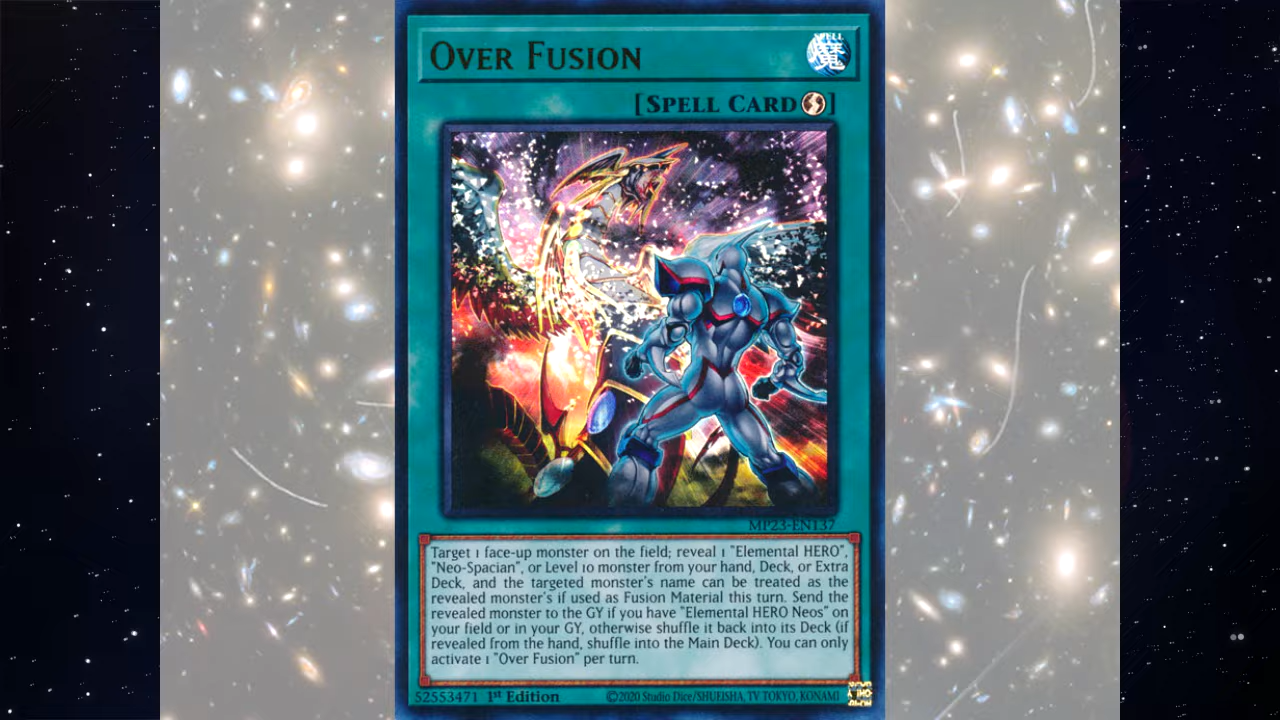 Over Fusion
SPELL
魔
[Spell Card]
MP23-EN137
Target 1 face-up monster on the field; reveal 1 "Elemental HERO",
"Neo-Spacian", or Level 10 monster from your hand, Deck, or Extra
Deck, and the targeted monster's name can be treated as the
revealed monster's if used as Fusion Material this turn. Send the
revealed monster to the GY if you have "Elemental HERO Neos" on
your field or in your GY, otherwise shuffle it back into its Deck (if
revealed from the hand, shuffle into the Main Deck). You can only
activate 1 "Over Fusion" per turn.
52553471 1st Edition ©2020 Studio Dice/SHUEISHA, TV TOKYO, KONAMI